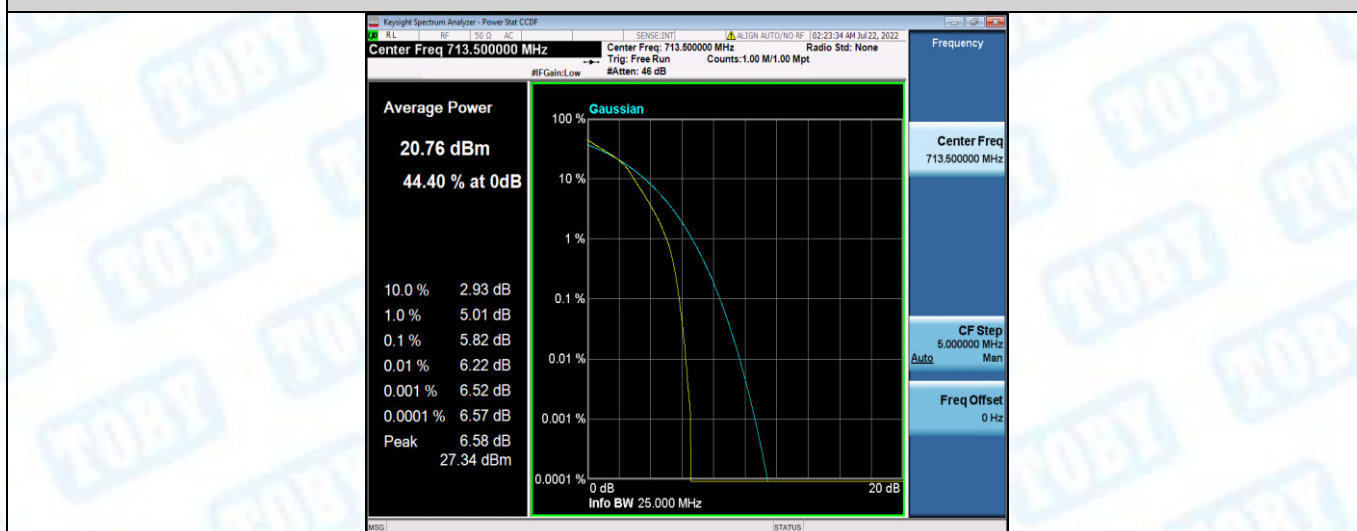 Keysight Spectrum Analyzer - Power Stat CCDF
RL RF 50 Ω AC SENSE:INT ALIGN AUTO/NO RF 02:23:34 AM Jul 22, 2022
Center Freq 713.500000 MHz
Center Freq: 713.500000 MHz Radio Std: None
Trig: Free Run Counts:1.00 M/1.00 Mpt
#IFGain:Low #Atten: 46 dB
Frequency
Average Power
20.76 dBm
44.40 % at 0dB
10.0 % 2.93 dB
1.0 % 5.01 dB
0.1 % 5.82 dB
0.01 % 6.22 dB
0.001 % 6.52 dB
0.0001 % 6.57 dB
Peak 6.58 dB
27.34 dBm
Gaussian
100 %
10 %
1 %
0.1 %
0.01 %
0.001 %
0.0001 %
0 dB 20 dB
Info BW 25.000 MHz
Center Freq
713.500000 MHz
CF Step
5.000000 MHz
Auto Man
Freq Offset
0 Hz
MSG STATUS
TOBY
TOBY
TOBY
TOBY
TOBY
TOBY